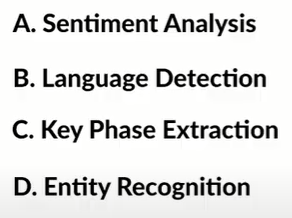 A. Sentiment Analysis
B. Language Detection
C. Key Phase Extraction
D. Entity Recognition